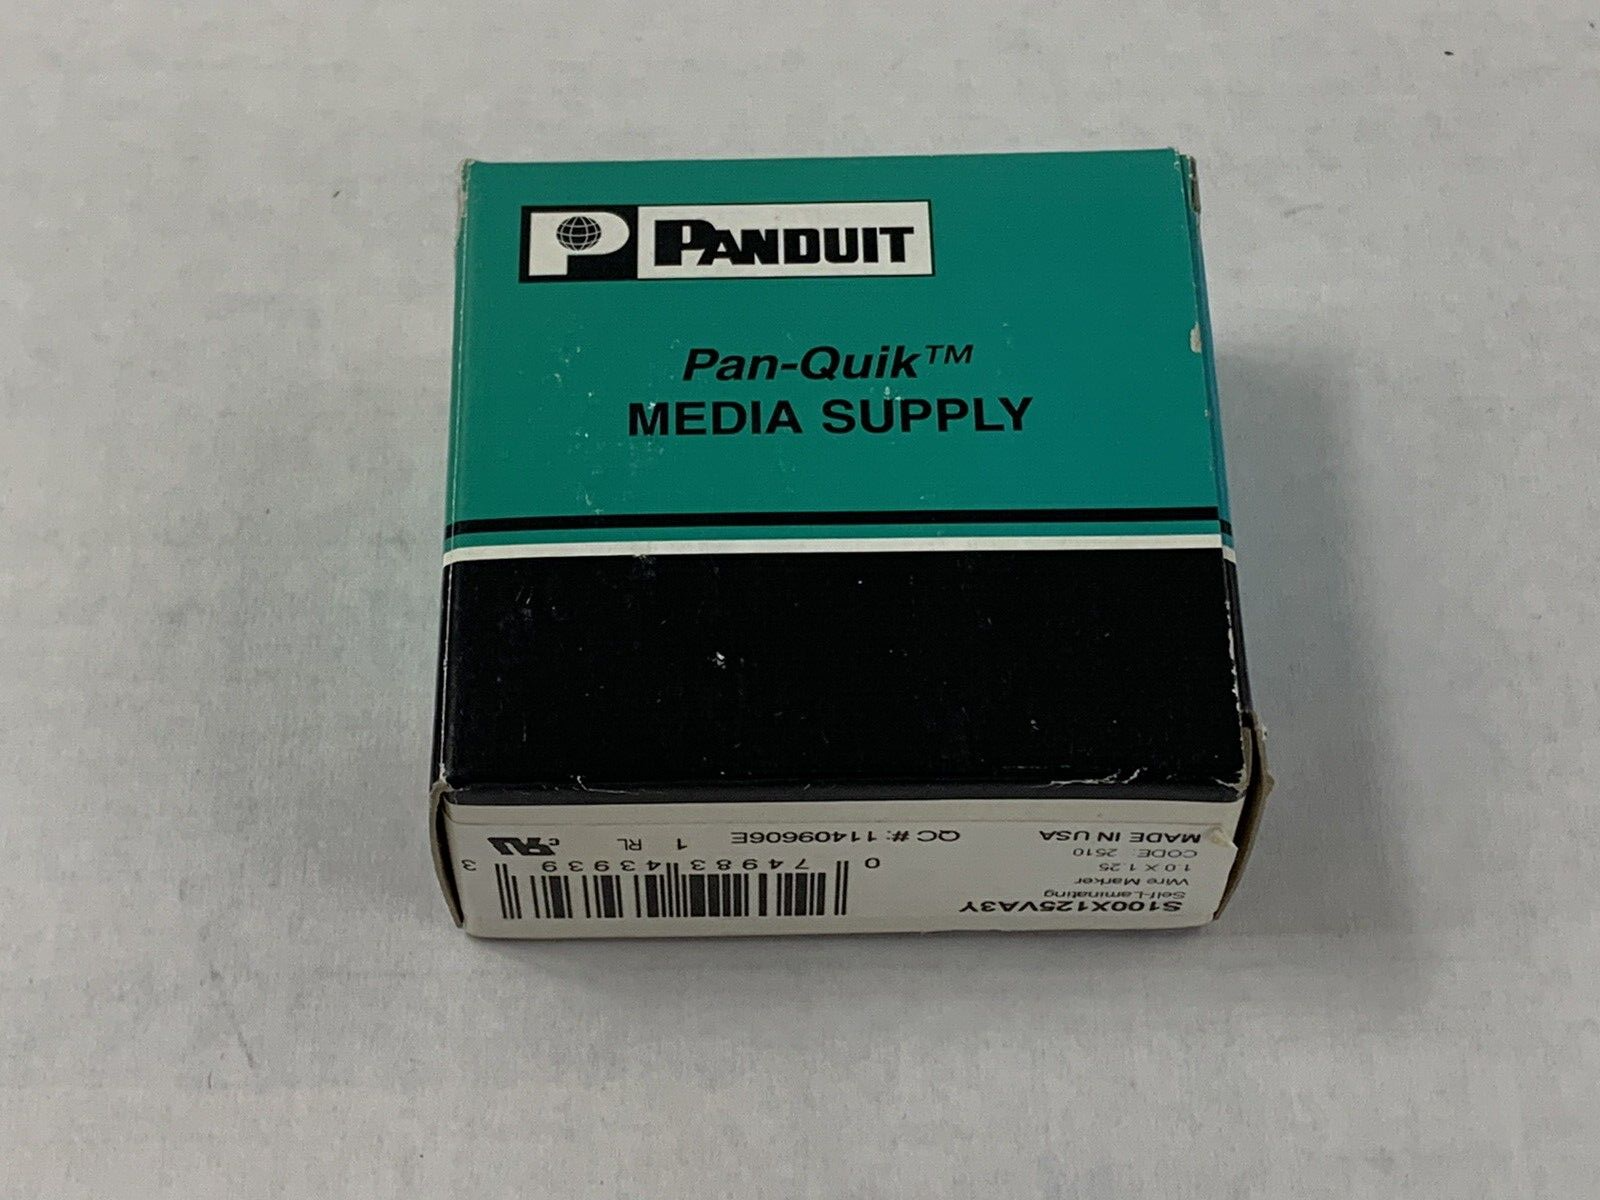 P PANDUIT
Pan-Quik™
MEDIA SUPPLY
S100X125VA3Y
Self-Laminating
Wire Marker
1.0 X 1.25
CODE: 2510
MADE IN USA
0 74983 43939 3
QC #: 11409606E
1 RL
c UR